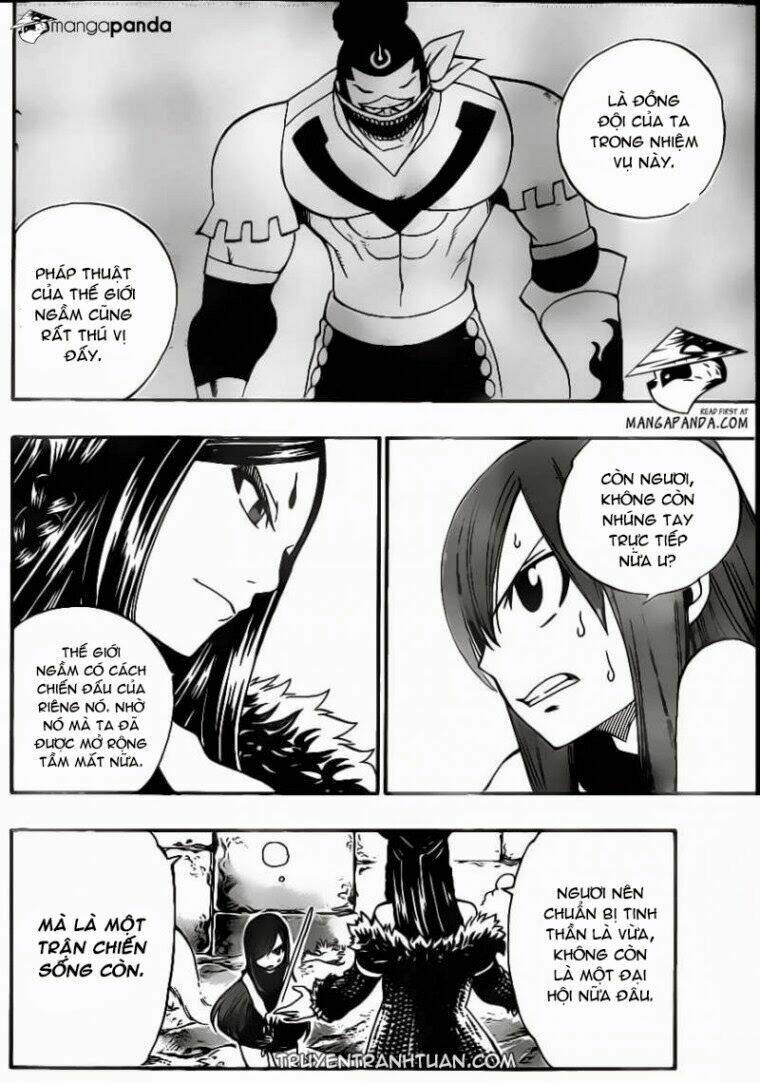 mangapanda
LÀ ĐỒNG
ĐỘI CỦA TA
TRONG NHIỆM
VỤ NÀY.
PHÁP THUẬT
CỦA THẾ GIỚI
NGẦM CŨNG
RẤT THÚ VỊ
ĐẤY.
READ FIRST AT
MANGAPANDA.COM
CÒN NGƯƠI,
KHÔNG CÒN
NHÚNG TAY
TRỰC TIẾP
NỮA Ư?
THẾ GIỚI
NGẦM CÓ CÁCH
CHIẾN ĐẤU CỦA
RIÊNG NÓ. NHỜ
NÓ MÀ TA ĐÃ
ĐƯỢC MỞ RỘNG
TẦM MẮT NỮA.
NGƯƠI NÊN
CHUẨN BỊ TINH
THẦN LÀ VỪA,
KHÔNG CÒN
LÀ MỘT ĐẠI
HỘI NỮA ĐÂU.
MÀ LÀ MỘT
TRẬN CHIẾN
SỐNG CÒN.
TRUYENTRANHTUAN.COM